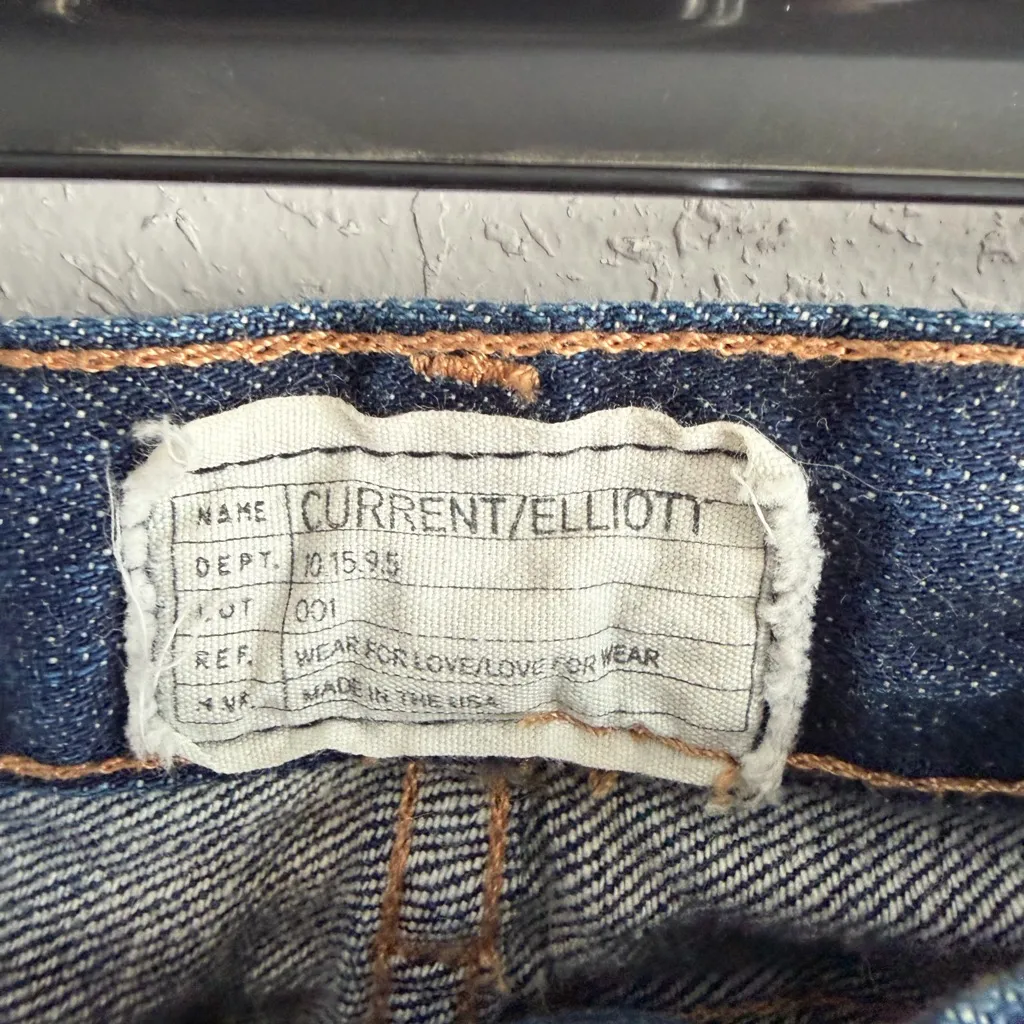 NAME CURRENT/ELLIOTT
DEPT. 10.15.9.5
LOT 001
REF. WEAR FOR LOVE/LOVE FOR WEAR
MADE IN THE USA